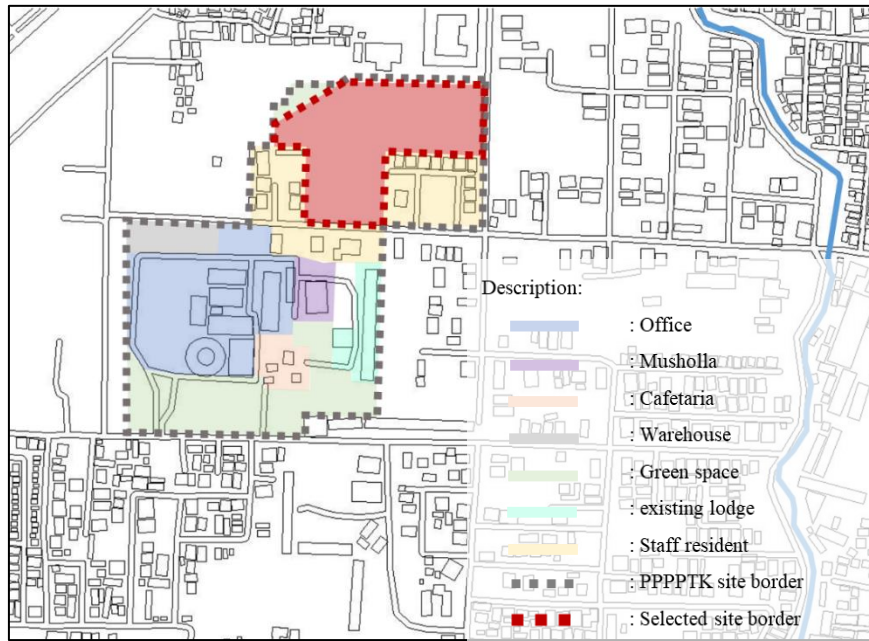 Description:
: Office
: Musholla
: Cafetaria
: Warehouse
: Green space
: existing lodge
: Staff resident
: PPPPTK site border
: Selected site border